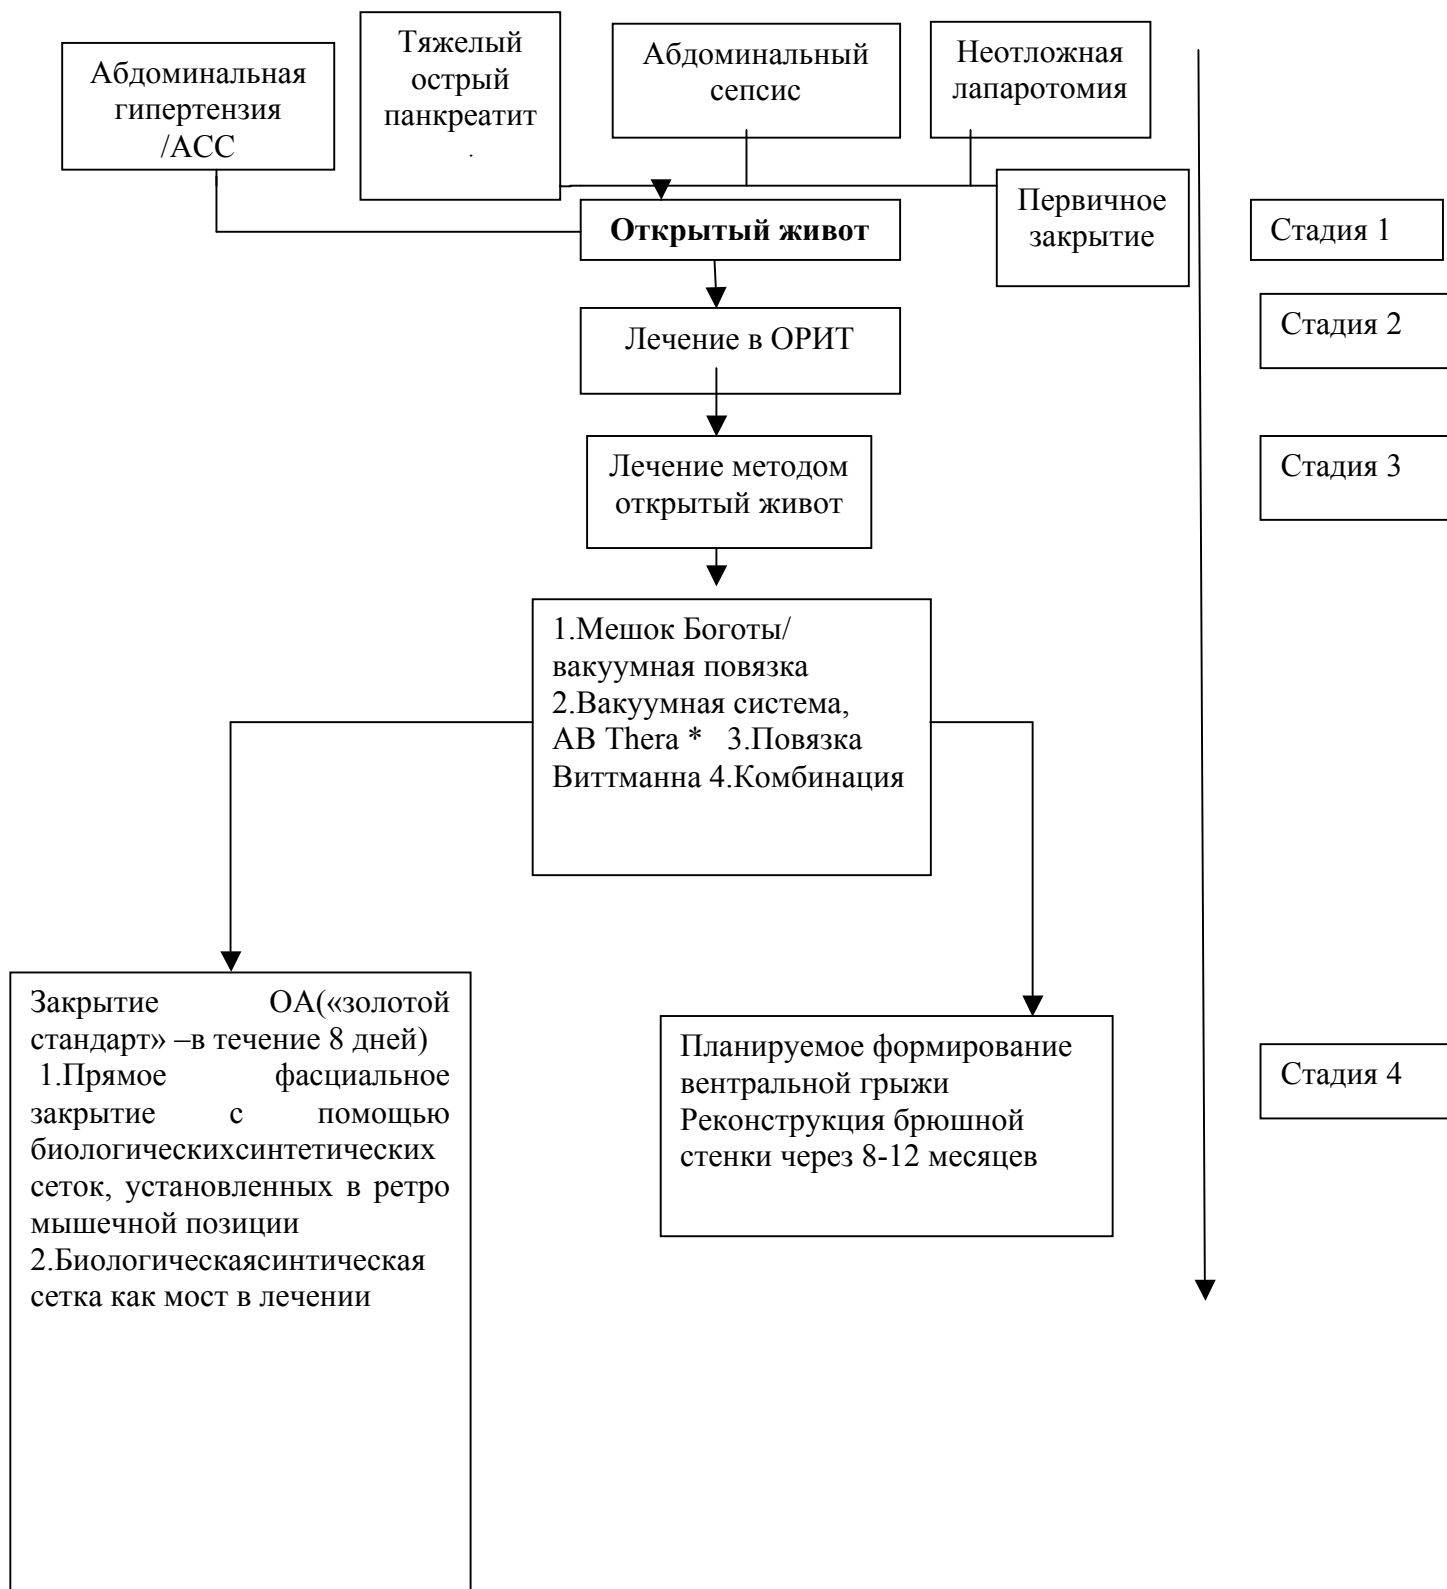 Абдоминальная
гипертензия
/АСС
Тяжелый
острый
панкреатит
.
Абдоминальный
сепсис
Неотложная
лапаротомия
Первичное
закрытие
Открытый живот
Стадия 1
Лечение в ОРИТ
Стадия 2
Лечение методом
открытый живот
Стадия 3
1.Мешок Боготы/
вакуумная повязка
2.Вакуумная система,
AB Thera * 3.Повязка
Виттманна 4.Комбинация
Закрытие ОА(«золотой
стандарт» –в течение 8 дней)
1.Прямое фасциальное
закрытие с помощью
биологическихсинтетических
сеток, установленных в ретро
мышечной позиции
2.Биологическаясинтическая
сетка как мост в лечении
Планируемое формирование
вентральной грыжи
Реконструкция брюшной
стенки через 8-12 месяцев
Стадия 4